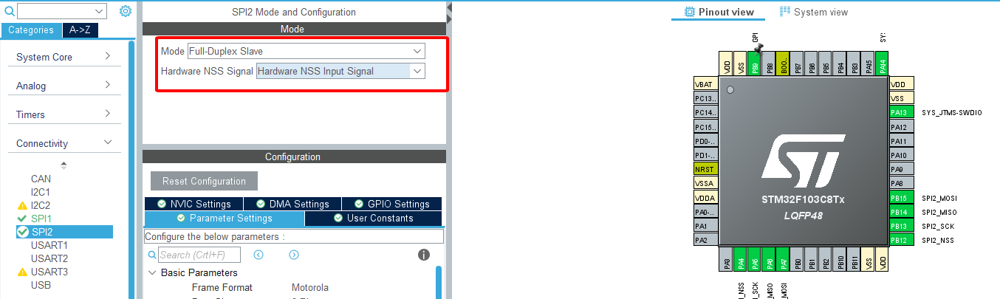 SPI2 Mode and Configuration
Mode
Mode Full-Duplex Slave
Hardware NSS Signal Hardware NSS Input Signal
Categories A->Z
System Core
Analog
Timers
Connectivity
CAN
I2C1
I2C2
SPI1
SPI2
USART1
USART2
USART3
USB
Configuration
Reset Configuration
NVIC Settings DMA Settings GPIO Settings
Parameter Settings User Constants
Configure the below parameters :
Search (Crtl+F)
Basic Parameters
Frame Format Motorola
Pinout view System view
GPI
SY:
VDD VSS PB9 PB8 BOO.. PB7 PB6 PB5 PB4 PB3 PA15 PA14
VBAT
PC13..
PC14..
PC15..
PD0-..
PD1-..
NRST
VSSA
VDDA
PA0-..
PA1
PA2
STM32F103C8Tx
LQFP48
VDD
VSS
PA13 SYS_JTMS-SWDIO
PA12
PA11
PA10
PA9
PA8
PB15 SPI2_MOSI
PB14 SPI2_MISO
PB13 SPI2_SCK
PB12 SPI2_NSS
PA3 PA4 PA5 PA6 PA7 PB0 PB1 PB2 PB10 PB11 VSS VDD
I_NSS
I_SCK
_MISO
_MOSI